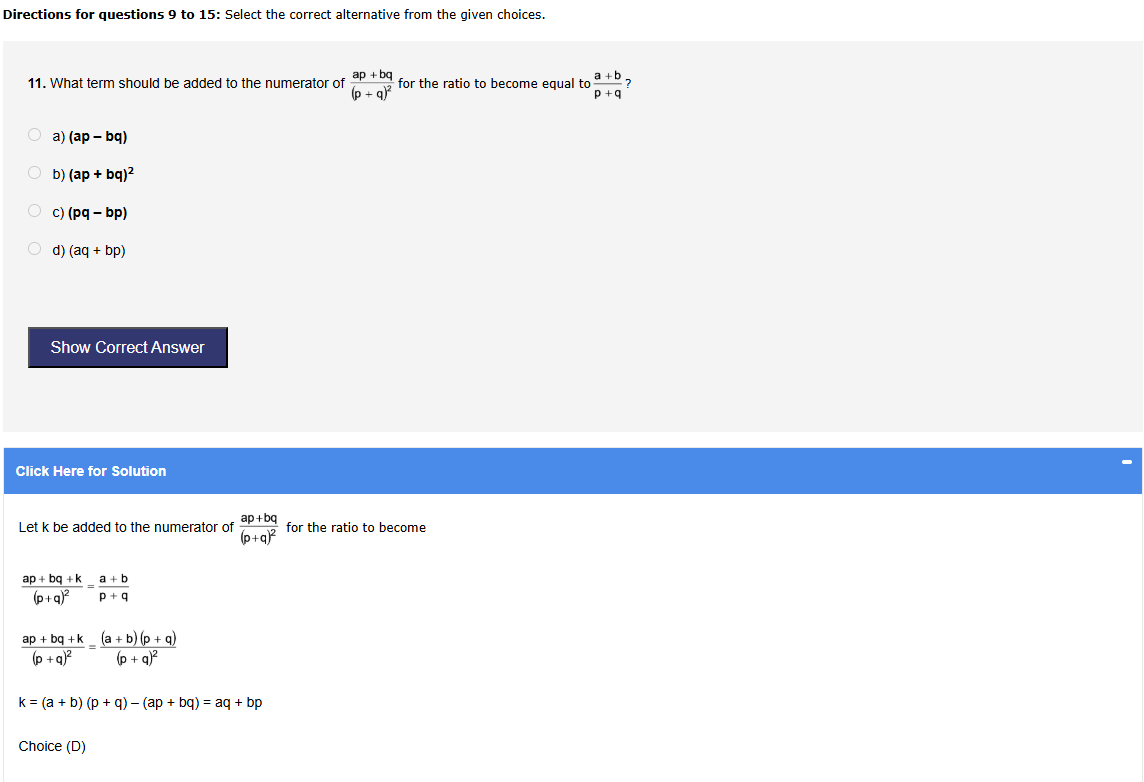 Directions for questions 9 to 15: Select the correct alternative from the given choices.
11. What term should be added to the numerator of (ap + bq)/(p + q)² for the ratio to become equal to (a + b)/(p + q) ?
a) (ap – bq)
b) (ap + bq)²
c) (pq – bp)
d) (aq + bp)
Show Correct Answer
Click Here for Solution
Let k be added to the numerator of (ap+bq)/(p+q)² for the ratio to become
(ap + bq + k)/(p+q)² = (a + b)/(p + q)
(ap + bq + k)/(p + q)² = (a + b) (p + q)/(p + q)²
k = (a + b) (p + q) – (ap + bq) = aq + bp
Choice (D)